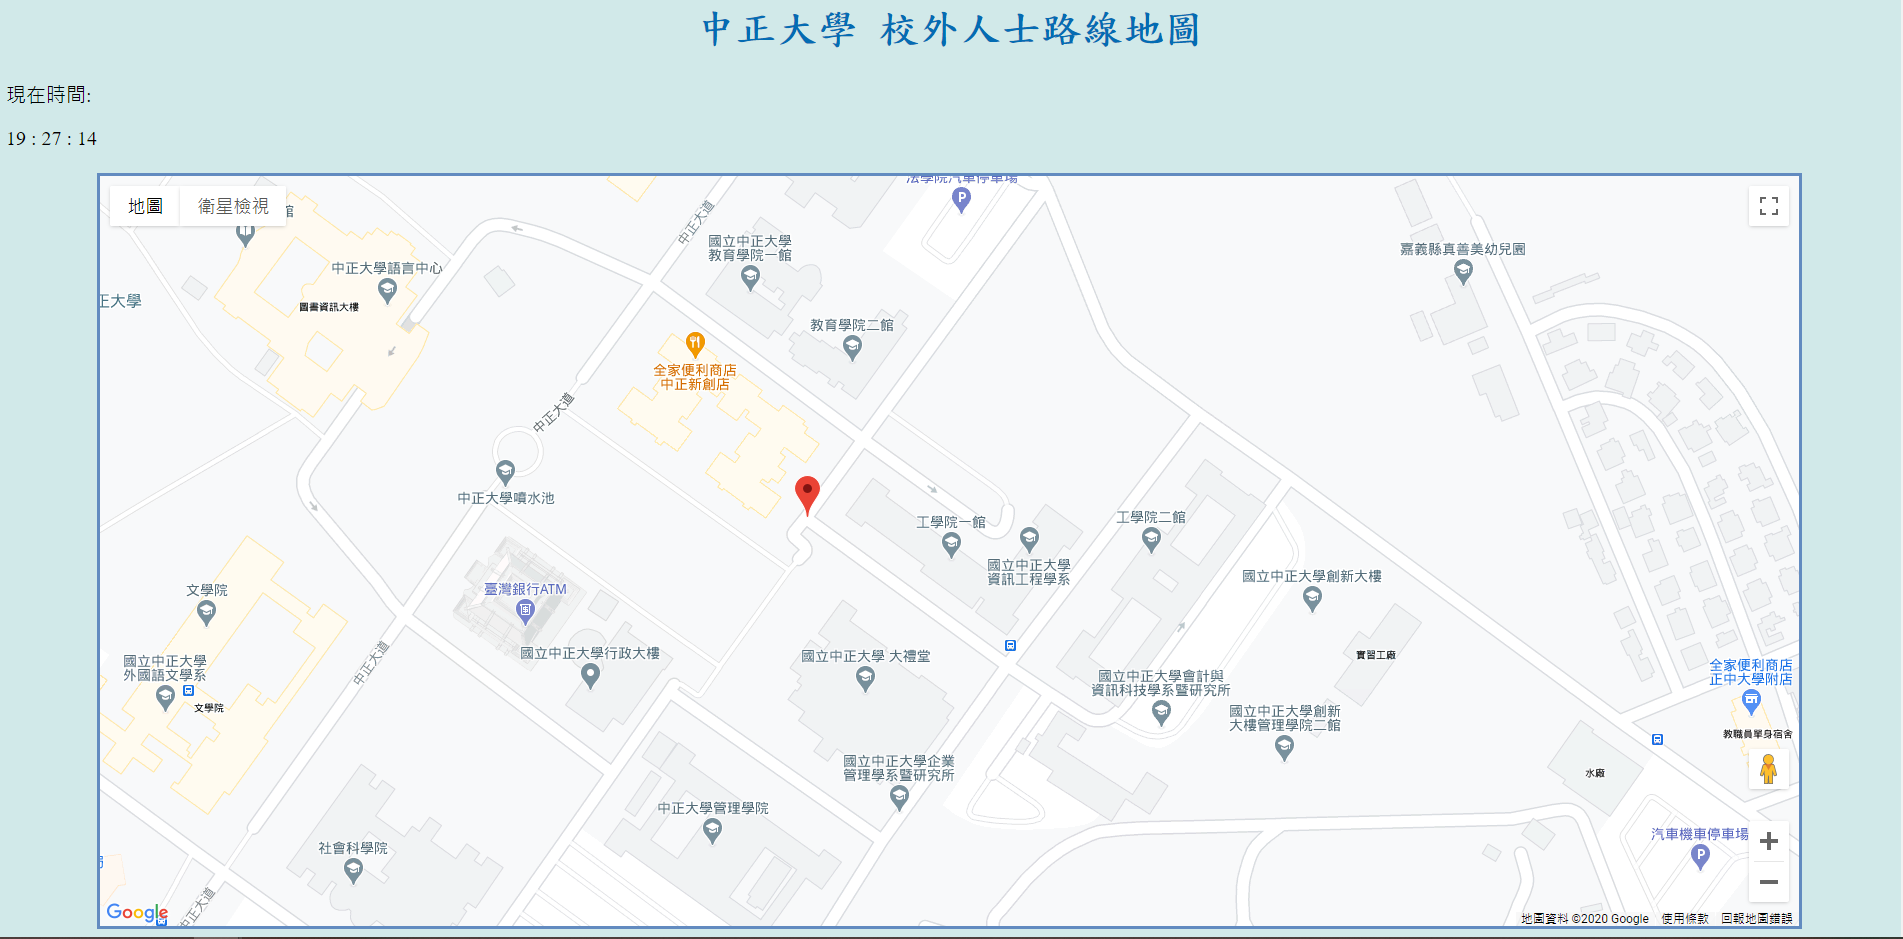 中正大學 校外人士路線地圖
現在時間:
19 : 27 : 14
地圖
衛星檢視
館
法學院汽車停車場
中正大道
國立中正大學
教育學院一館
嘉義縣真善美幼兒園
中正大學語言中心
圖書資訊大樓
正大學
教育學院二館
全家便利商店
中正新創店
中正大道
中正大學噴水池
工學院一館
工學院二館
國立中正大學
資訊工程學系
國立中正大學創新大樓
文學院
臺灣銀行ATM
國立中正大學行政大樓
國立中正大學 大禮堂
實習工廠
國立中正大學
外國語文學系
文學院
中正大道
國立中正大學會計與
資訊科技學系暨研究所
全家便利商店
正中大學附店
國立中正大學創新
大樓管理學院二館
教職員單身宿舍
國立中正大學企業
管理學系暨研究所
水廠
中正大學管理學院
汽車機車停車場
社會科學院
中正大道
Google
地圖資料 ©2020 Google
使用條款
回報地圖錯誤